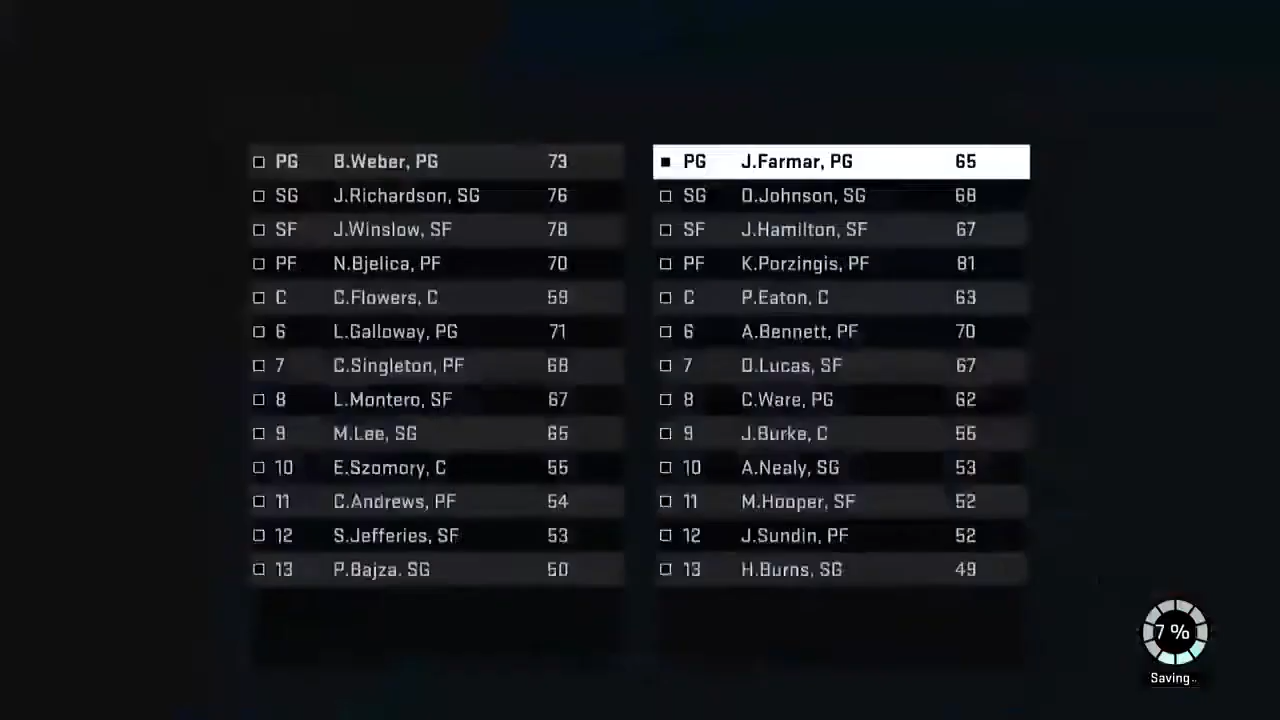 PG B.Weber, PG 73
SG J.Richardson, SG 76
SF J.Winslow, SF 78
PF N.Bjelica, PF 70
C C.Flowers, C 59
6 L.Galloway, PG 71
7 C.Singleton, PF 68
8 L.Montero, SF 67
9 M.Lee, SG 65
10 E.Szomory, C 55
11 C.Andrews, PF 54
12 S.Jefferies, SF 53
13 P.Bajza. SG 50
PG J.Farmar, PG 65
SG D.Johnson, SG 68
SF J.Hamilton, SF 67
PF K.Porzingis, PF 81
C P.Eaton, C 63
6 A.Bennett, PF 70
7 D.Lucas, SF 67
8 C.Ware, PG 62
9 J.Burke, C 55
10 A.Nealy, SG 53
11 M.Hooper, SF 52
12 J.Sundin, PF 52
13 H.Burns, SG 49
7 %
Saving..